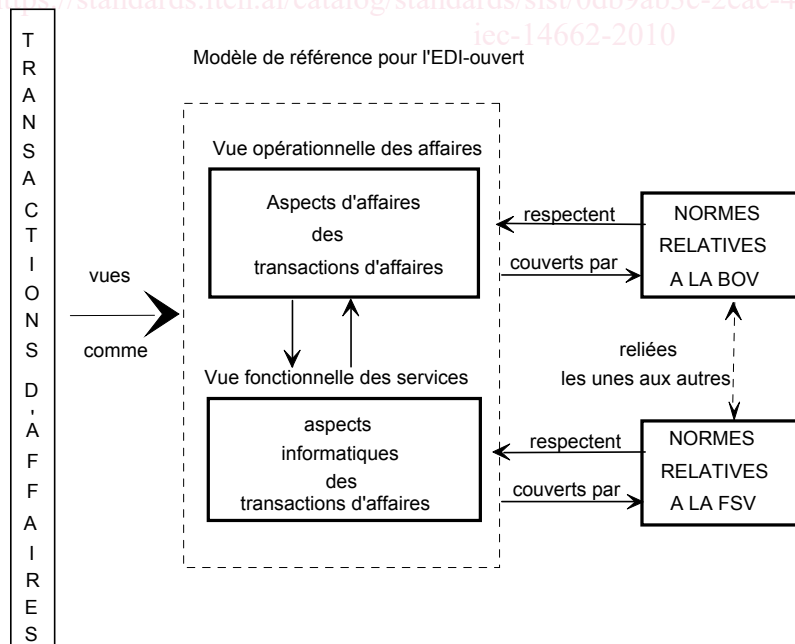 iec-14662-2010
Modèle de référence pour l'EDI-ouvert
TRANSACTIONS D'AFFAIRES
vues
comme
Vue opérationnelle des affaires
Aspects d'affaires
des
transactions d'affaires
Vue fonctionnelle des services
aspects
informatiques
des
transactions d'affaires
respectent
couverts par
NORMES
RELATIVES
A LA BOV
reliées
les unes aux autres
respectent
couverts par
NORMES
RELATIVES
A LA FSV